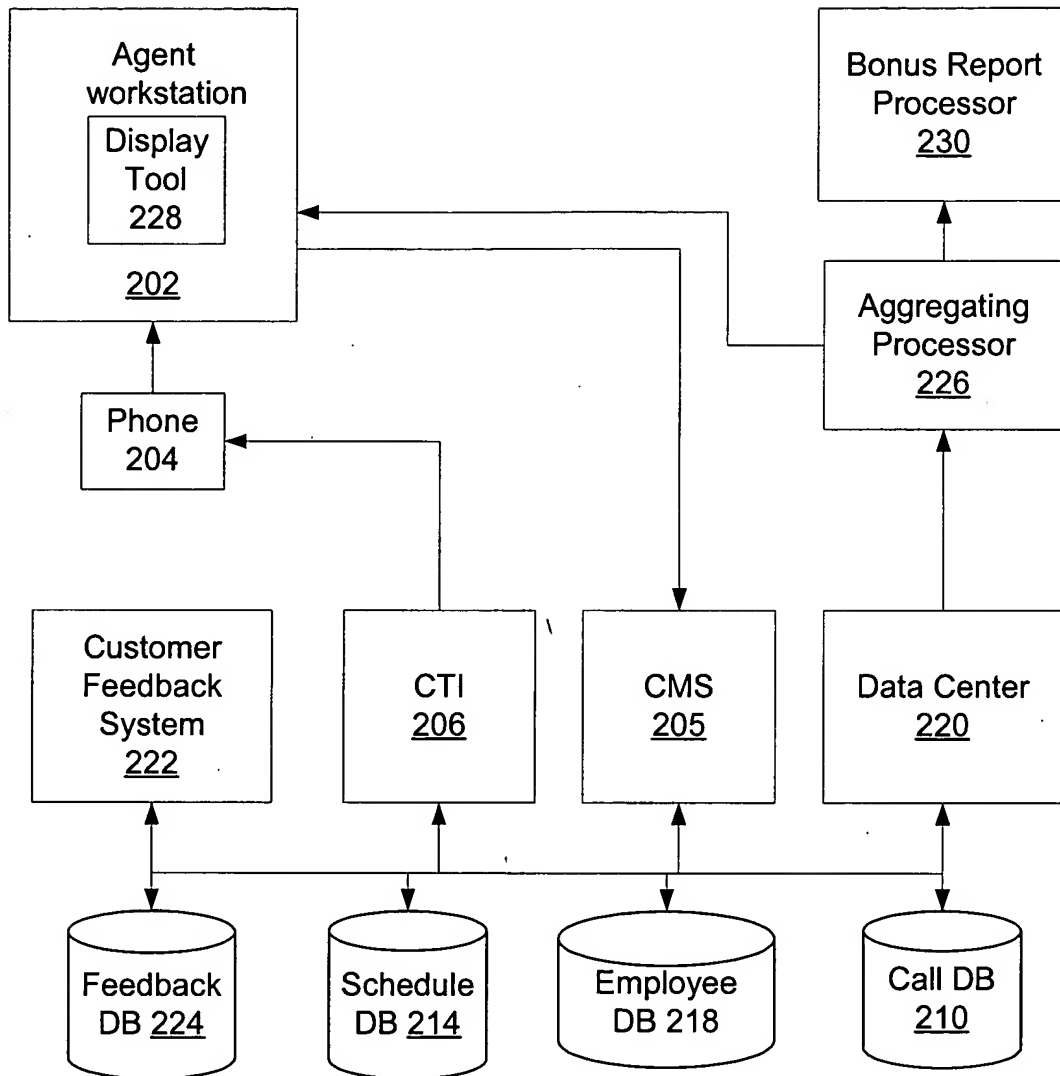 Agent
workstation
Display
Tool
228
202
Bonus Report
Processor
230
Aggregating
Processor
226
Phone
204
Customer
Feedback
System
222
CTI
206
CMS
205
Data Center
220
Feedback
DB 224
Schedule
DB 214
Employee
DB 218
Call DB
210